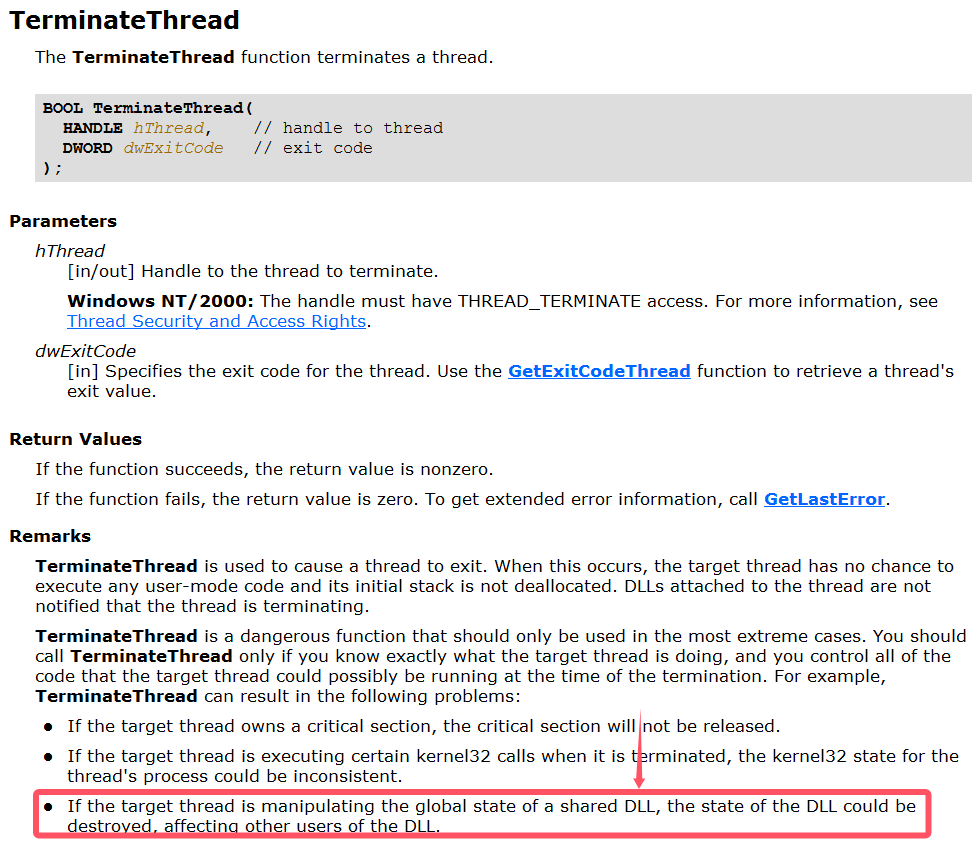 TerminateThread
The TerminateThread function terminates a thread.
BOOL TerminateThread(
HANDLE hThread, // handle to thread
DWORD dwExitCode // exit code
);
Parameters
hThread
[in/out] Handle to the thread to terminate.
Windows NT/2000: The handle must have THREAD_TERMINATE access. For more information, see
Thread Security and Access Rights.
dwExitCode
[in] Specifies the exit code for the thread. Use the GetExitCodeThread function to retrieve a thread's
exit value.
Return Values
If the function succeeds, the return value is nonzero.
If the function fails, the return value is zero. To get extended error information, call GetLastError.
Remarks
TerminateThread is used to cause a thread to exit. When this occurs, the target thread has no chance to
execute any user-mode code and its initial stack is not deallocated. DLLs attached to the thread are not
notified that the thread is terminating.
TerminateThread is a dangerous function that should only be used in the most extreme cases. You should
call TerminateThread only if you know exactly what the target thread is doing, and you control all of the
code that the target thread could possibly be running at the time of the termination. For example,
TerminateThread can result in the following problems:
● If the target thread owns a critical section, the critical section will not be released.
● If the target thread is executing certain kernel32 calls when it is terminated, the kernel32 state for the
thread's process could be inconsistent.
● If the target thread is manipulating the global state of a shared DLL, the state of the DLL could be
destroyed, affecting other users of the DLL.